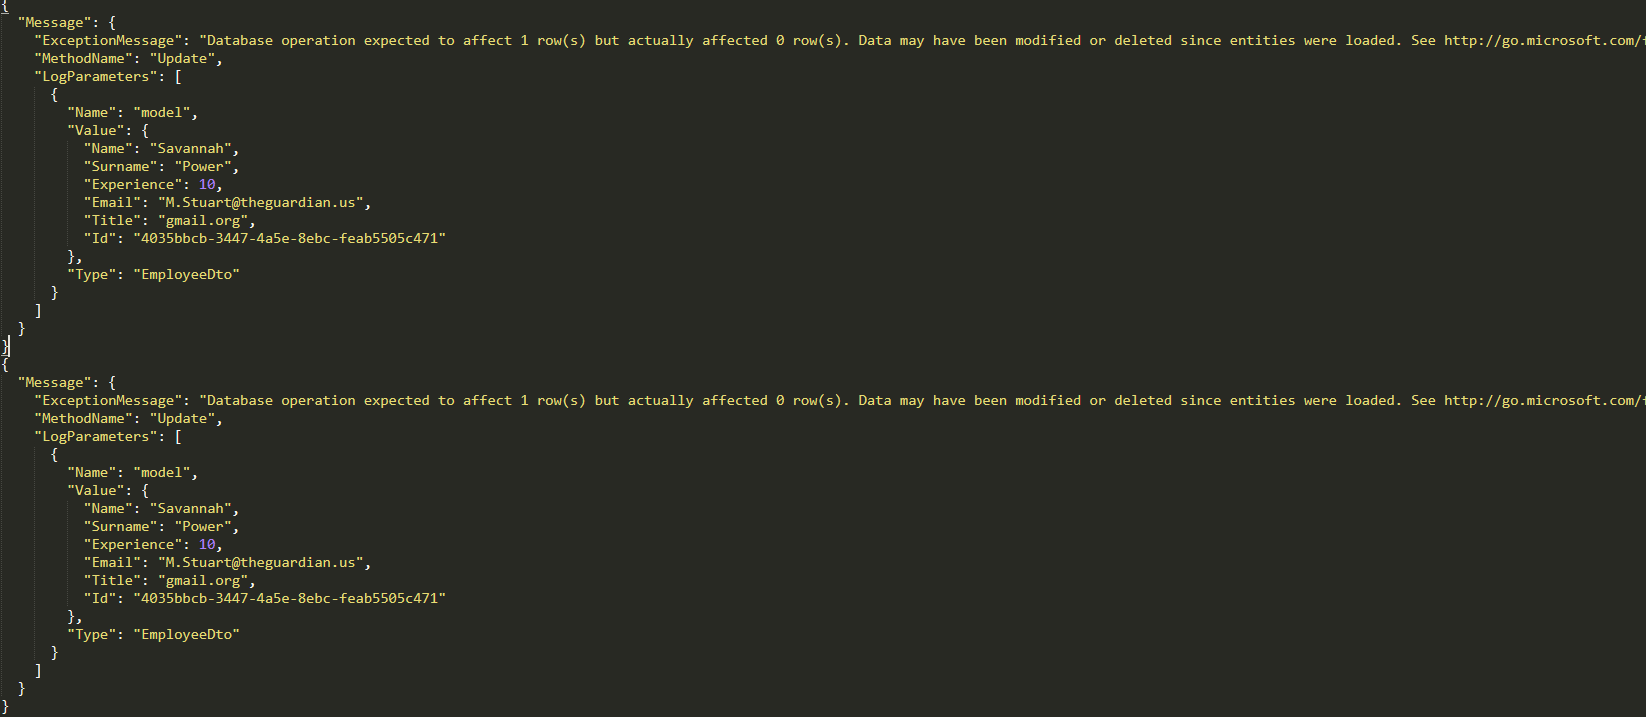 {
"Message": {
"ExceptionMessage": "Database operation expected to affect 1 row(s) but actually affected 0 row(s). Data may have been modified or deleted since entities were loaded. See http://go.microsoft.com/
"MethodName": "Update",
"LogParameters": [
{
"Name": "model",
"Value": {
"Name": "Savannah",
"Surname": "Power",
"Experience": 10,
"Email": "M.Stuart@theguardian.us",
"Title": "gmail.org",
"Id": "4035bbcb-3447-4a5e-8ebc-feab5505c471"
},
"Type": "EmployeeDto"
}
]
}
}
{
"Message": {
"ExceptionMessage": "Database operation expected to affect 1 row(s) but actually affected 0 row(s). Data may have been modified or deleted since entities were loaded. See http://go.microsoft.com/
"MethodName": "Update",
"LogParameters": [
{
"Name": "model",
"Value": {
"Name": "Savannah",
"Surname": "Power",
"Experience": 10,
"Email": "M.Stuart@theguardian.us",
"Title": "gmail.org",
"Id": "4035bbcb-3447-4a5e-8ebc-feab5505c471"
},
"Type": "EmployeeDto"
}
]
}
}